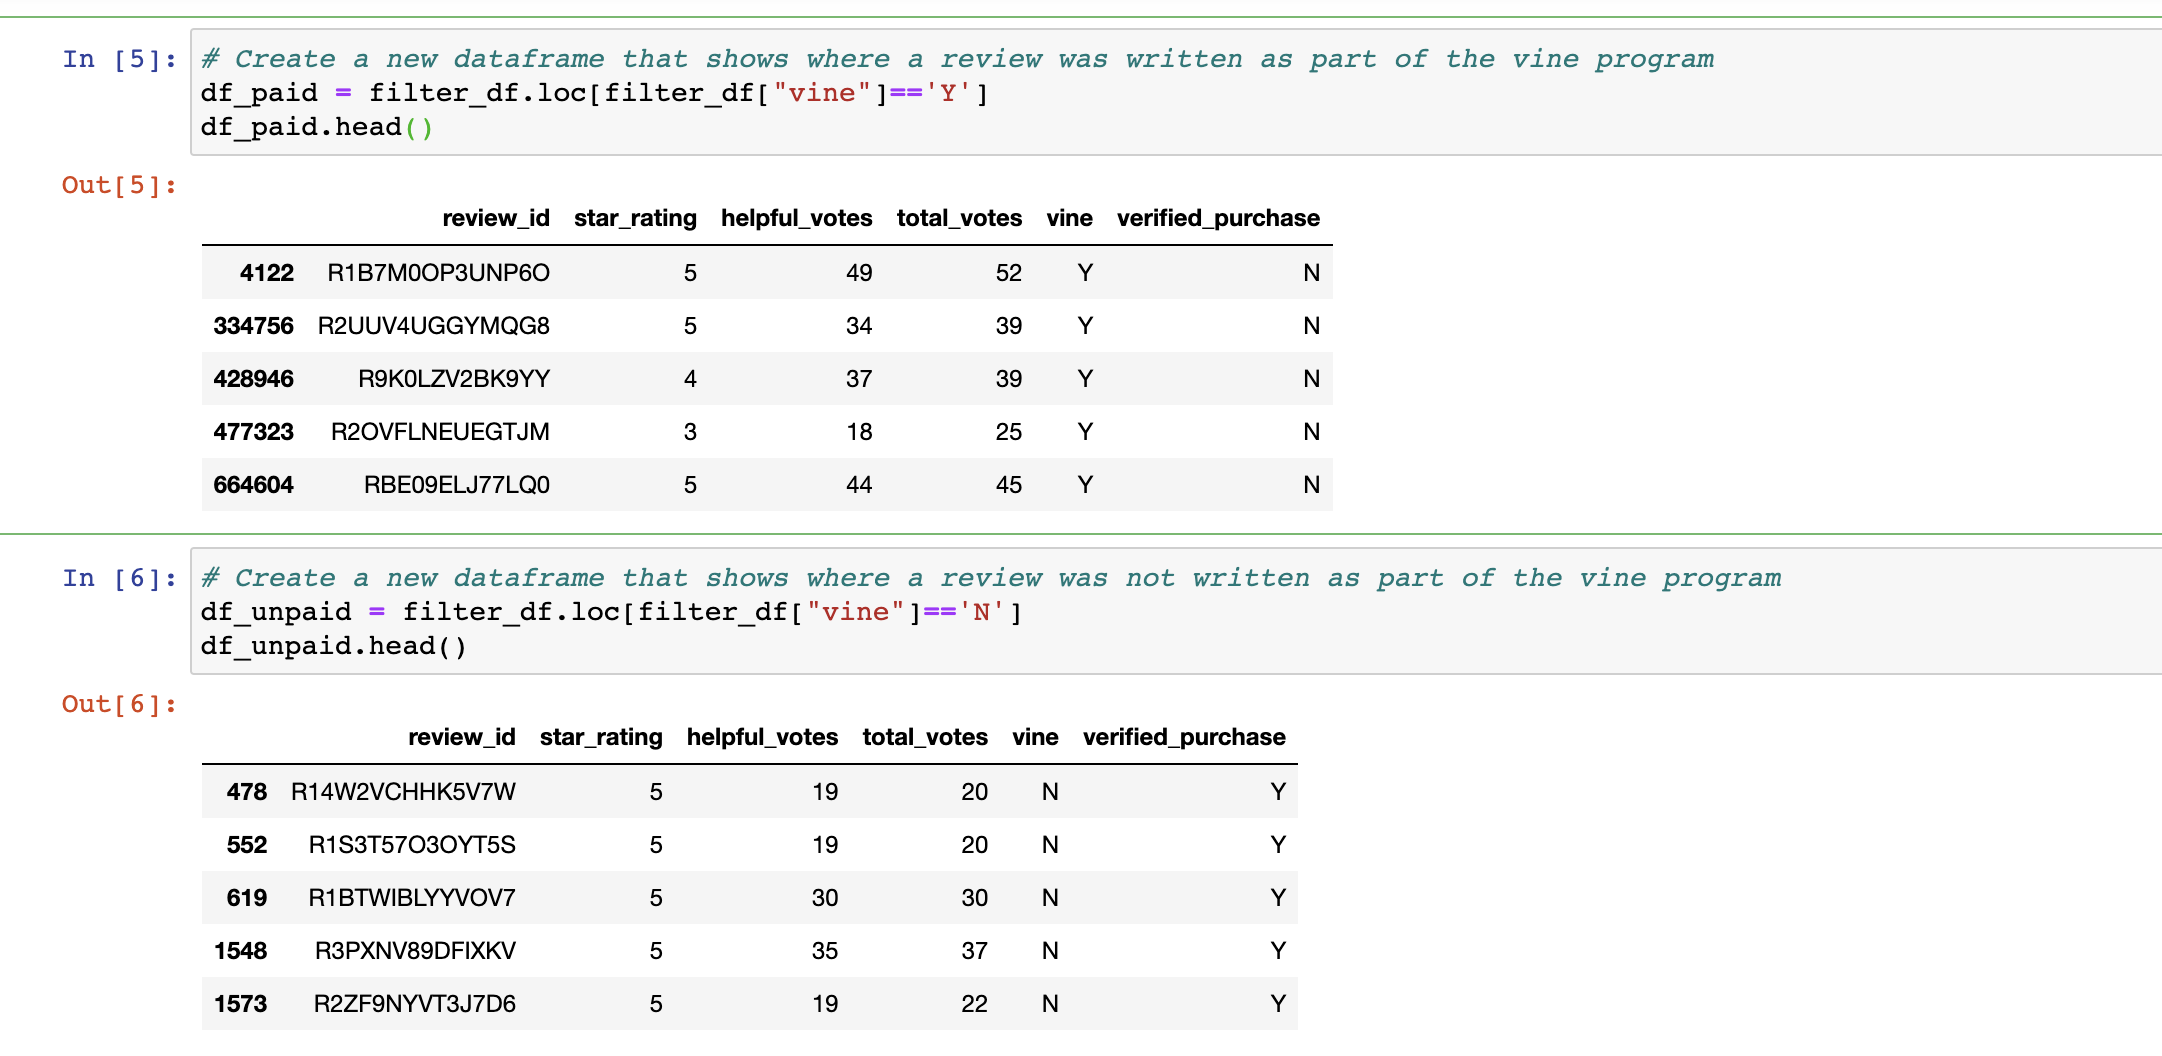 In [5]: # Create a new dataframe that shows where a review was written as part of the vine program
df_paid = filter_df.loc[filter_df["vine"]=='Y']
df_paid.head()
Out[5]:
review_id star_rating helpful_votes total_votes vine verified_purchase
4122 R1B7M0OP3UNP6O 5 49 52 Y N
334756 R2UUV4UGGYMQG8 5 34 39 Y N
428946 R9K0LZV2BK9YY 4 37 39 Y N
477323 R2OVFLNEUEGTJM 3 18 25 Y N
664604 RBE09ELJ77LQ0 5 44 45 Y N
In [6]: # Create a new dataframe that shows where a review was not written as part of the vine program
df_unpaid = filter_df.loc[filter_df["vine"]=='N']
df_unpaid.head()
Out[6]:
review_id star_rating helpful_votes total_votes vine verified_purchase
478 R14W2VCHHK5V7W 5 19 20 N Y
552 R1S3T57O3OYT5S 5 19 20 N Y
619 R1BTWIBLYYVOV7 5 30 30 N Y
1548 R3PXNV89DFIXKV 5 35 37 N Y
1573 R2ZF9NYVT3J7D6 5 19 22 N Y